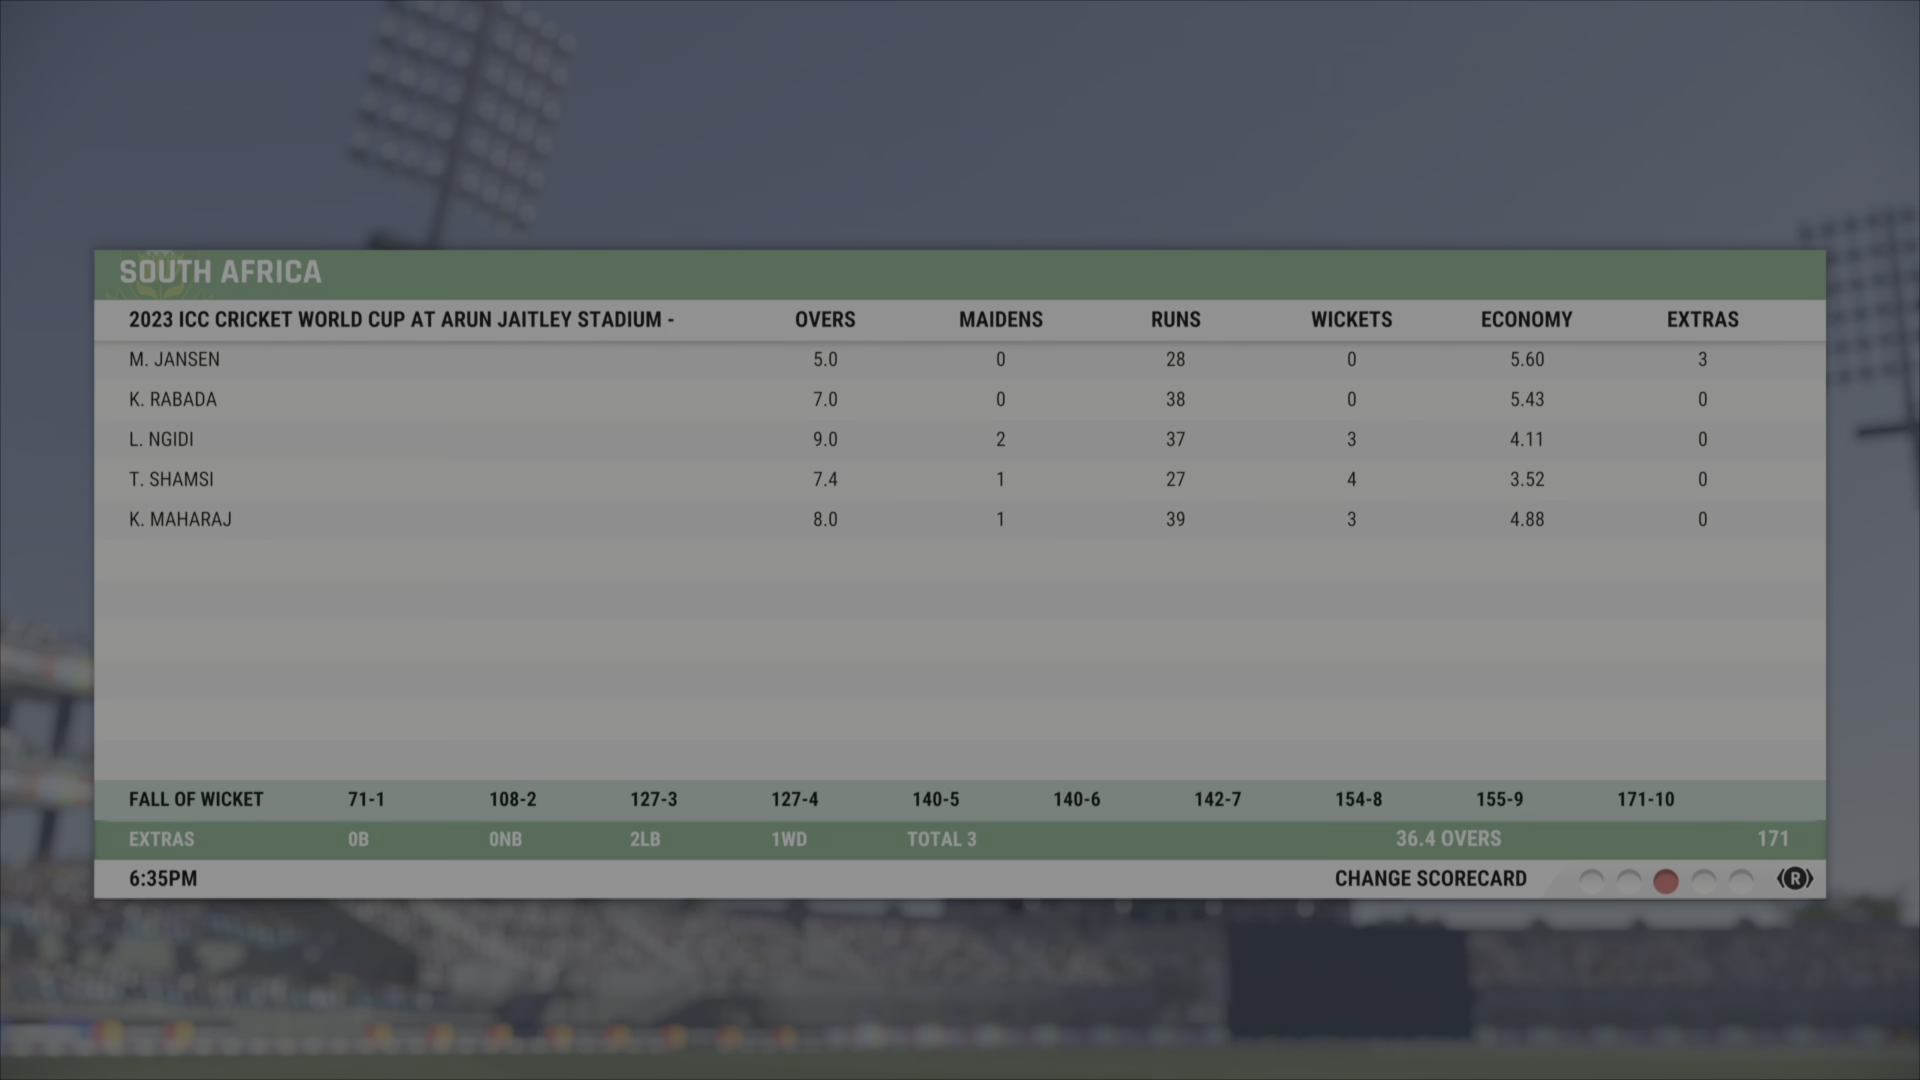 SOUTH AFRICA
2023 ICC CRICKET WORLD CUP AT ARUN JAITLEY STADIUM - OVERS MAIDENS RUNS WICKETS ECONOMY EXTRAS
M. JANSEN 5.0 0 28 0 5.60 3
K. RABADA 7.0 0 38 0 5.43 0
L. NGIDI 9.0 2 37 3 4.11 0
T. SHAMSI 7.4 1 27 4 3.52 0
K. MAHARAJ 8.0 1 39 3 4.88 0
FALL OF WICKET 71-1 108-2 127-3 127-4 140-5 140-6 142-7 154-8 155-9 171-10
EXTRAS 0B 0NB 2LB 1WD TOTAL 3 36.4 OVERS 171
6:35PM CHANGE SCORECARD R